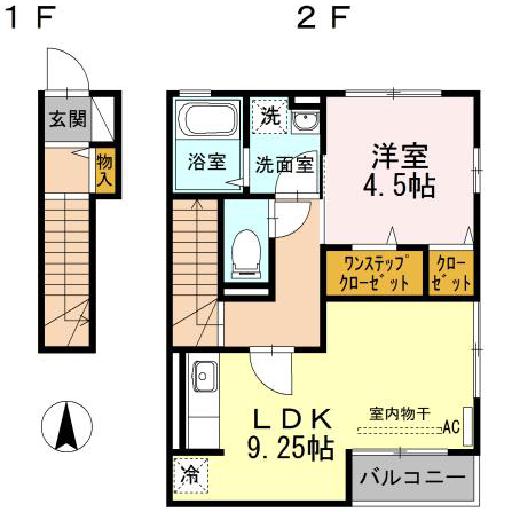 1F
2F
玄関
物入
浴室
洗
洗面室
洋室
4.5帖
ワンステップ
クローゼット
クロー
ゼット
LDK
9.25帖
室内物干
AC
冷
バルコニー